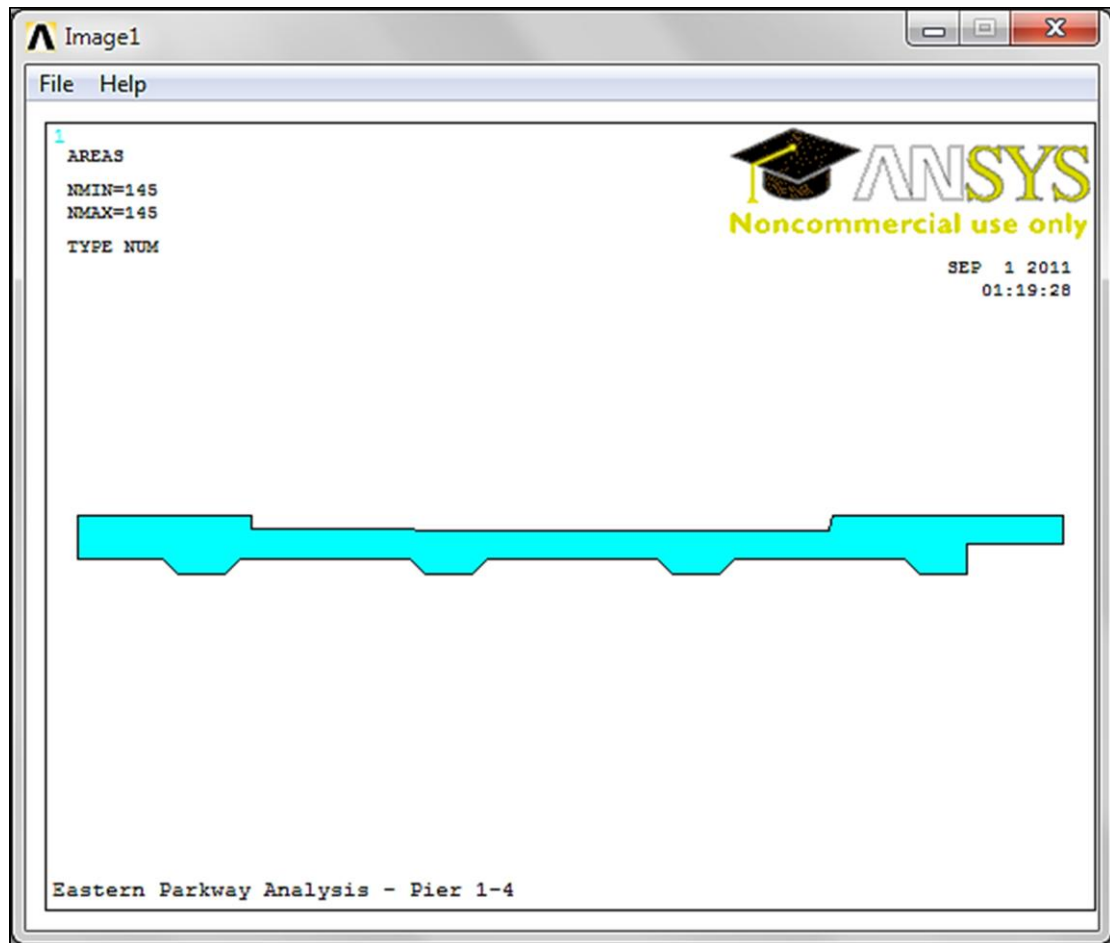 Image1
File Help
1
AREAS
NMIN=145
NMAX=145
TYPE NUM
ANSYS
Noncommercial use only
SEP 1 2011
01:19:28
Eastern Parkway Analysis - Pier 1-4